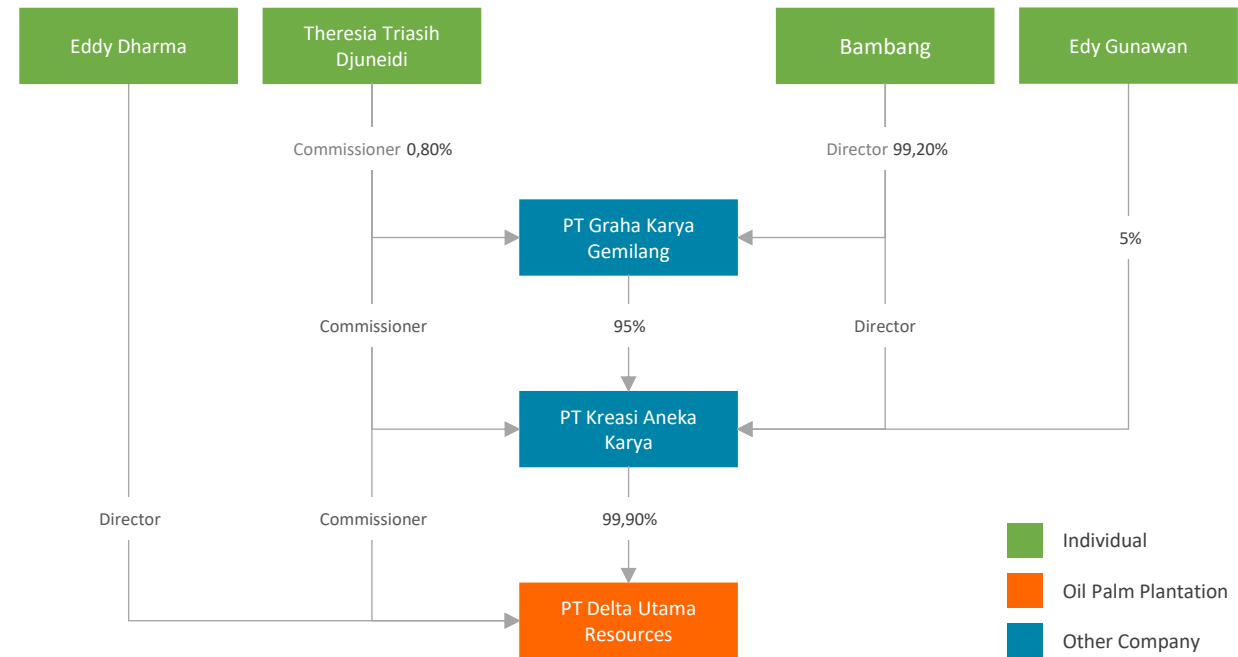 Eddy Dharma
Theresia Triasih
Djuneidi
Bambang
Edy Gunawan
Commissioner 0,80%
Director 99,20%
PT Graha Karya
Gemilang
5%
Commissioner
95%
Director
PT Kreasi Aneka
Karya
Director
Commissioner
99,90%
Individual
Oil Palm Plantation
Other Company
PT Delta Utama
Resources